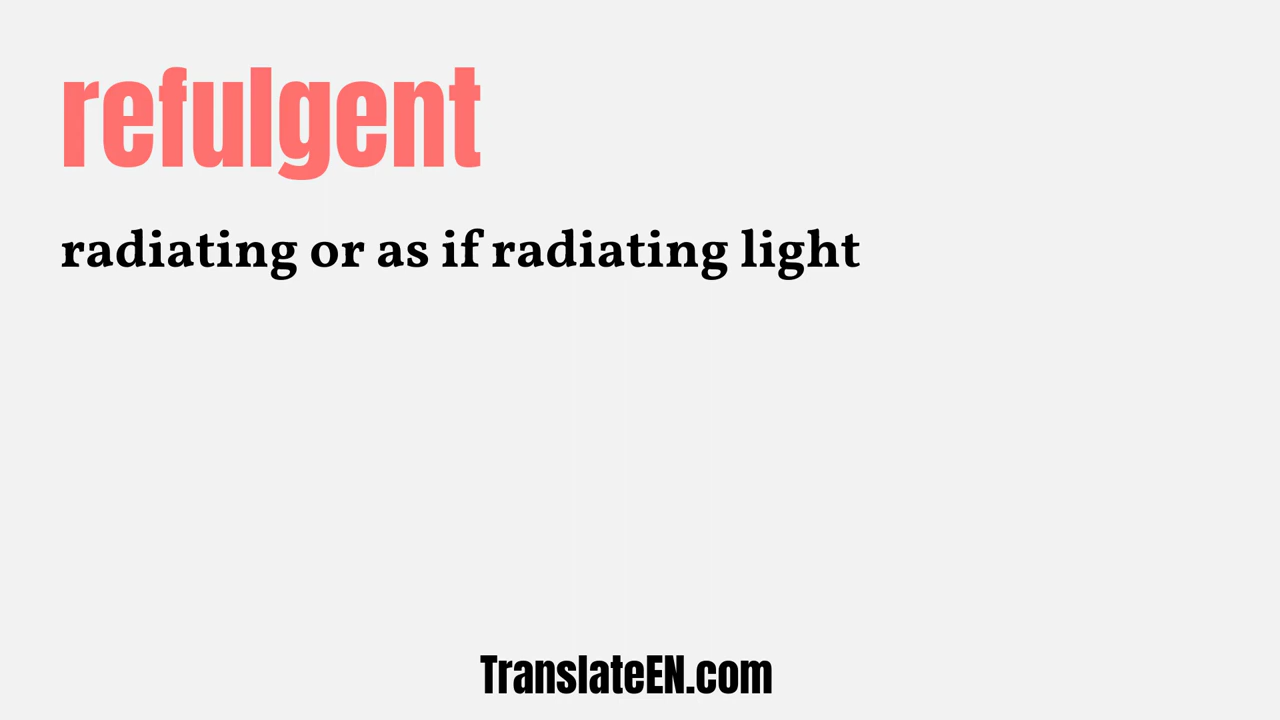 refulgent
radiating or as if radiating light
TranslateEN.com